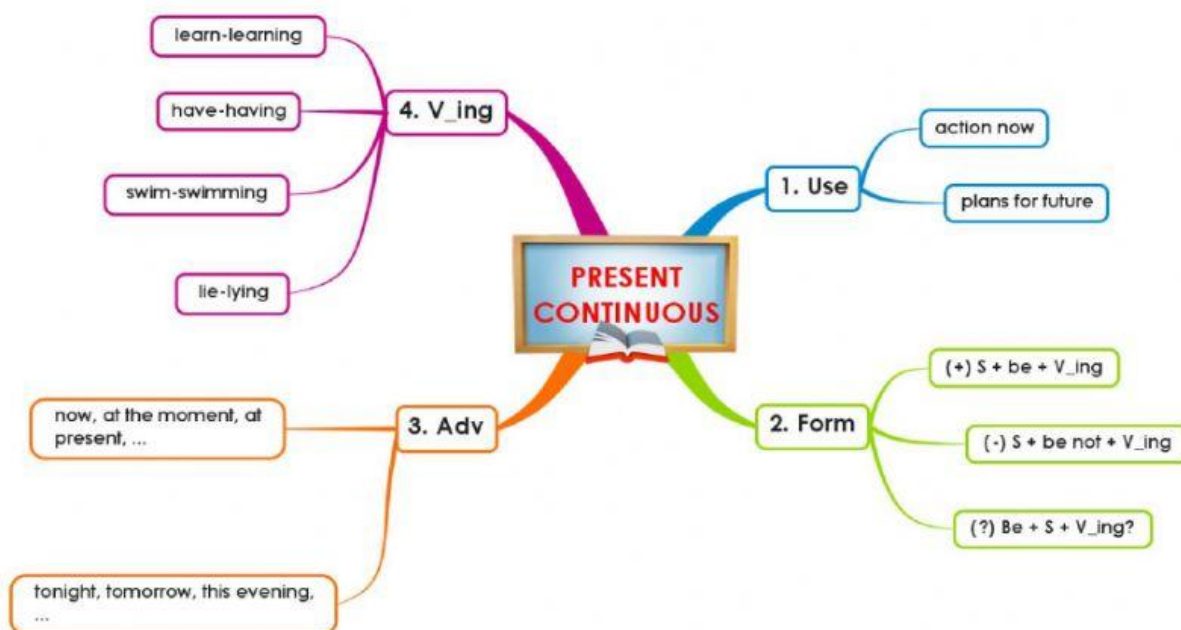 PRESENT
CONTINUOUS
1. Use
action now
plans for future
2. Form
(+) S + be + V_ing
(-) S + be not + V_ing
(?) Be + S + V_ing?
3. Adv
now, at the moment, at
present, ...
tonight, tomorrow, this evening,
...
4. V_ing
learn-learning
have-having
swim-swimming
lie-lying